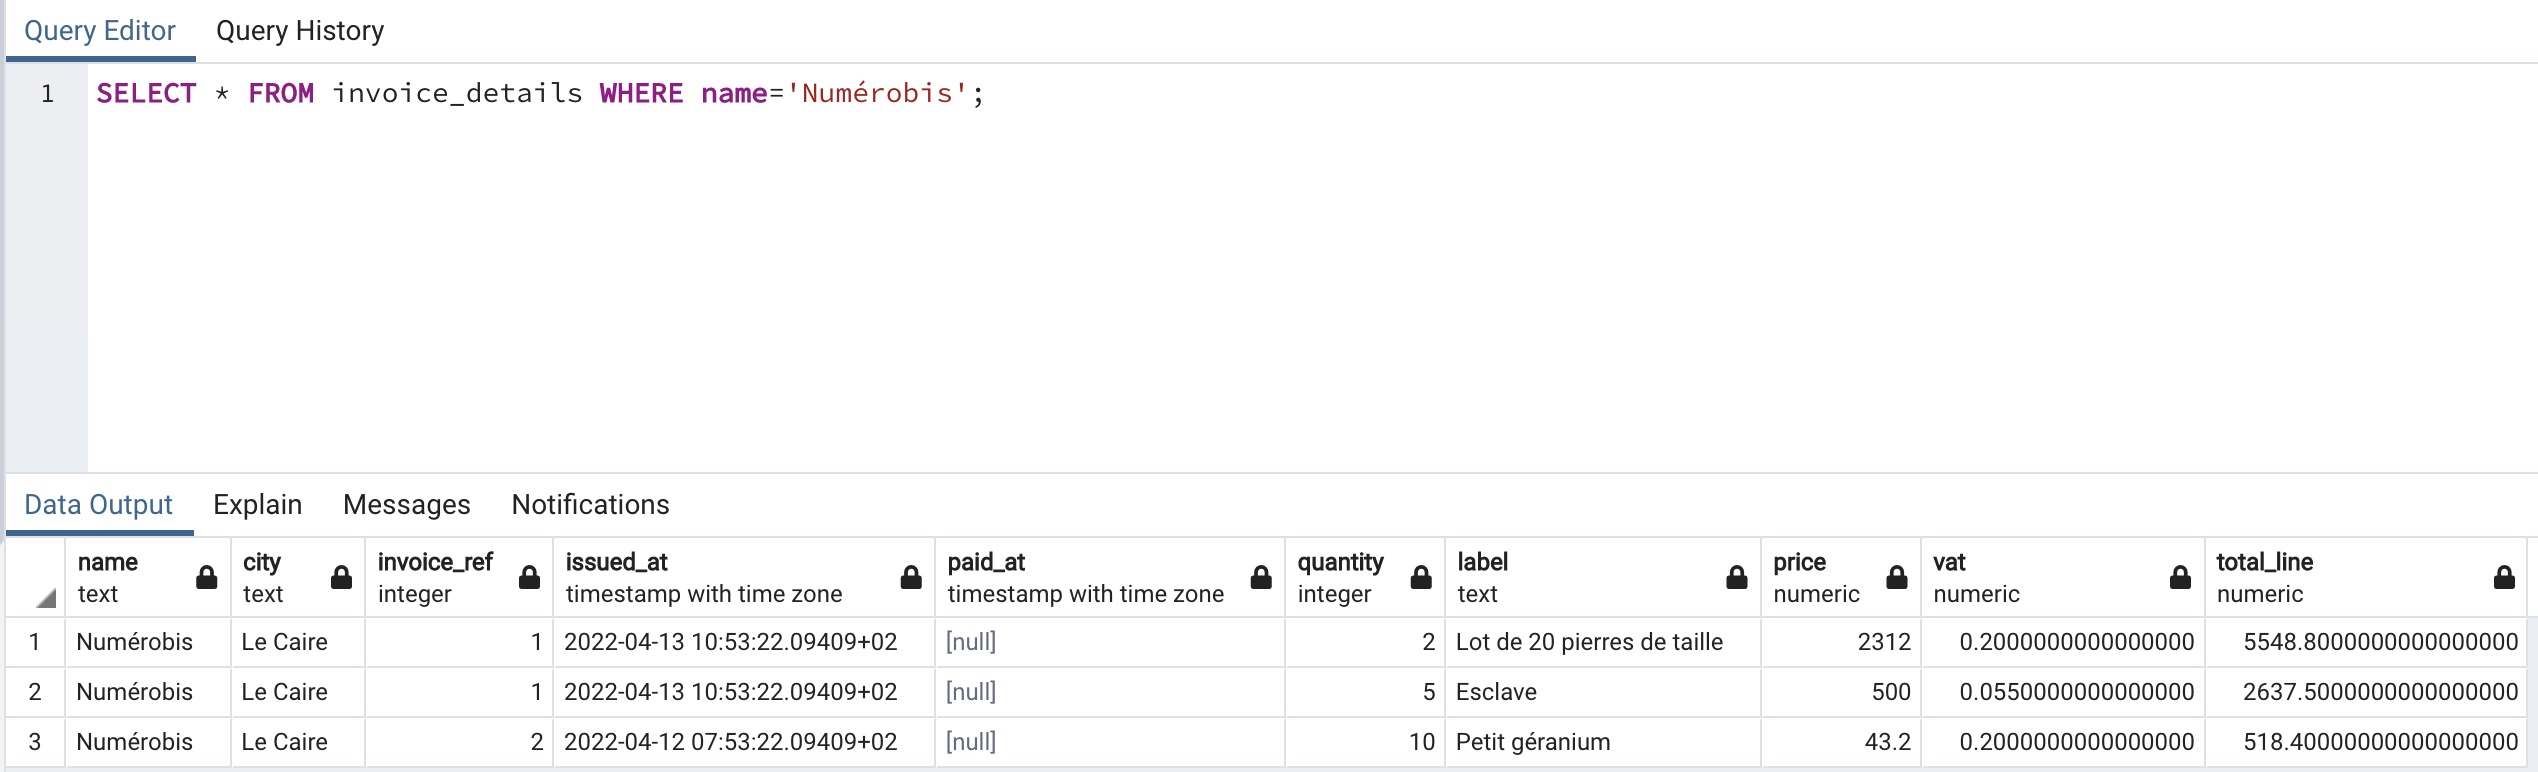 Query Editor Query History
1 SELECT * FROM invoice_details WHERE name='Numérobis';
Data Output Explain Messages Notifications
name city invoice_ref issued_at paid_at quantity label price vat total_line
text text integer timestamp with time zone timestamp with time zone integer text numeric numeric numeric
1 Numérobis Le Caire 1 2022-04-13 10:53:22.09409+02 [null] 2 Lot de 20 pierres de taille 2312 0.2000000000000000 5548.8000000000000000
2 Numérobis Le Caire 1 2022-04-13 10:53:22.09409+02 [null] 5 Esclave 500 0.0550000000000000 2637.5000000000000000
3 Numérobis Le Caire 2 2022-04-12 07:53:22.09409+02 [null] 10 Petit géranium 43.2 0.2000000000000000 518.40000000000000000